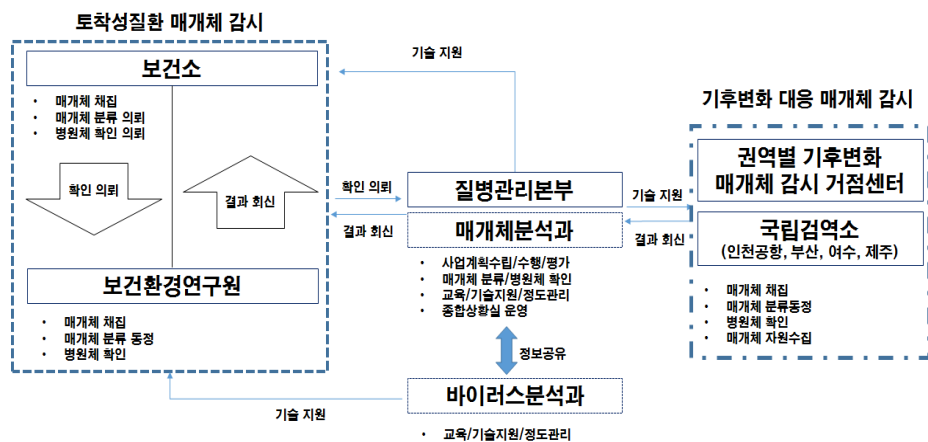 토착성질환 매개체 감시
보건소
• 매개체 채집
• 매개체 분류 의뢰
• 병원체 확인 의뢰
확인 의뢰
결과 회신
보건환경연구원
• 매개체 채집
• 매개체 분류 동정
• 병원체 확인
기술 지원
확인 의뢰
결과 회신
질병관리본부
매개체분석과
• 사업계획수립/수행/평가
• 매개체 분류/병원체 확인
• 교육/기술지원/정도관리
• 종합상황실 운영
정보공유
바이러스분석과
• 교육/기술지원/정도관리
기술 지원
기술 지원
결과 회신
기후변화 대응 매개체 감시
권역별 기후변화
매개체 감시 거점센터
국립검역소
(인천공항, 부산, 여수, 제주)
• 매개체 채집
• 매개체 분류동정
• 병원체 확인
• 매개체 자원수집